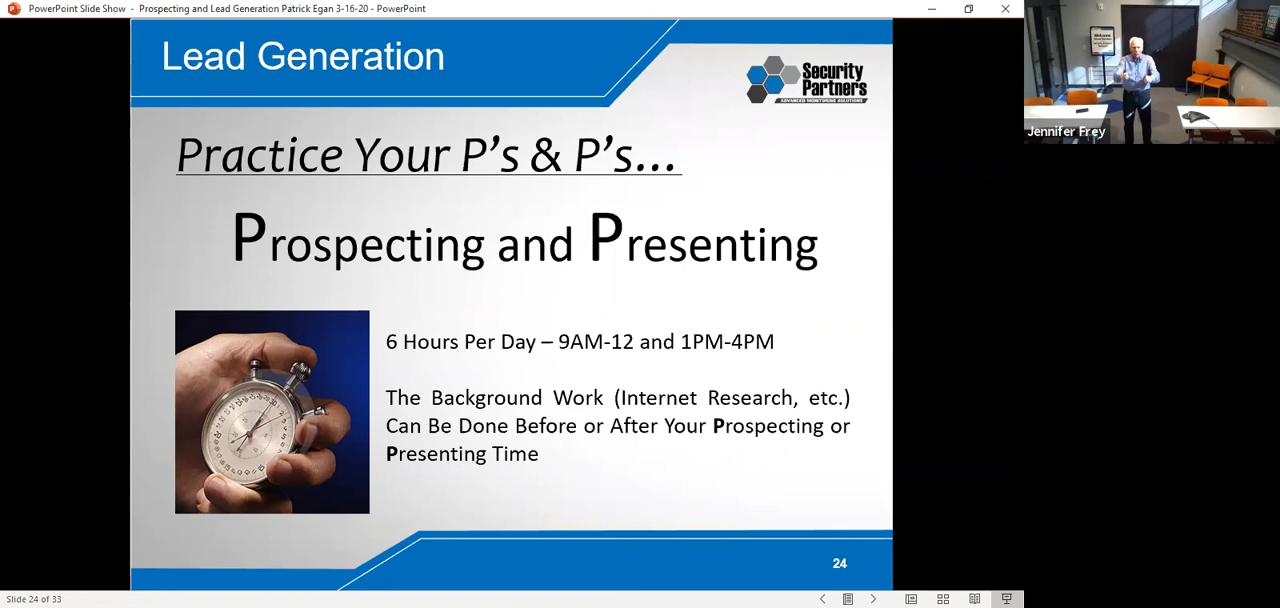 PowerPoint Slide Show - Prospecting and Lead Generation Patrick Egan 3-16-20 - PowerPoint
Lead Generation
Security
Partners
ADVANCED MONITORING SOLUTIONS
Practice Your P's & P's...
Prospecting and Presenting
6 Hours Per Day – 9AM-12 and 1PM-4PM
The Background Work (Internet Research, etc.)
Can Be Done Before or After Your Prospecting or
Presenting Time
24
Slide 24 of 33
Welcome
Jennifer Frey